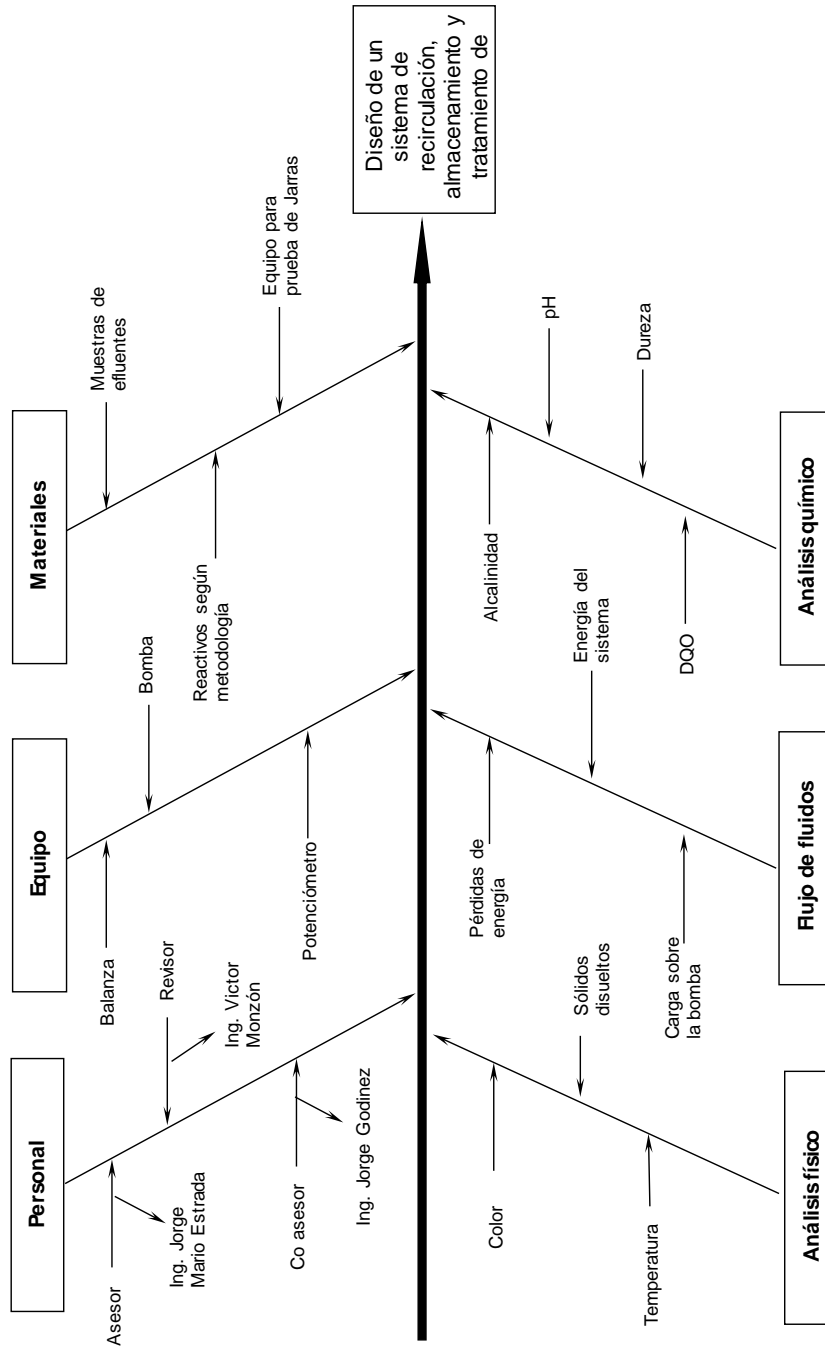 Personal
Equipo
Materiales
Asesor
Ing. Jorge
Mario Estrada
Revisor
Ing. Victor
Monzón
Co asesor
Ing. Jorge Godinez
Balanza
Bomba
Potenciómetro
Muestras de
efluentes
Reactivos según
metodología
Equipo para
prueba de Jarras
Diseño de un
sistema de
recirculación,
almacenamiento y
tratamiento de
Color
Sólidos
disueltos
Temperatura
Pérdidas de
energía
Energía del
sistema
Carga sobre
la bomba
Alcalinidad
pH
Dureza
DQO
Análisis físico
Flujo de fluidos
Análisis químico